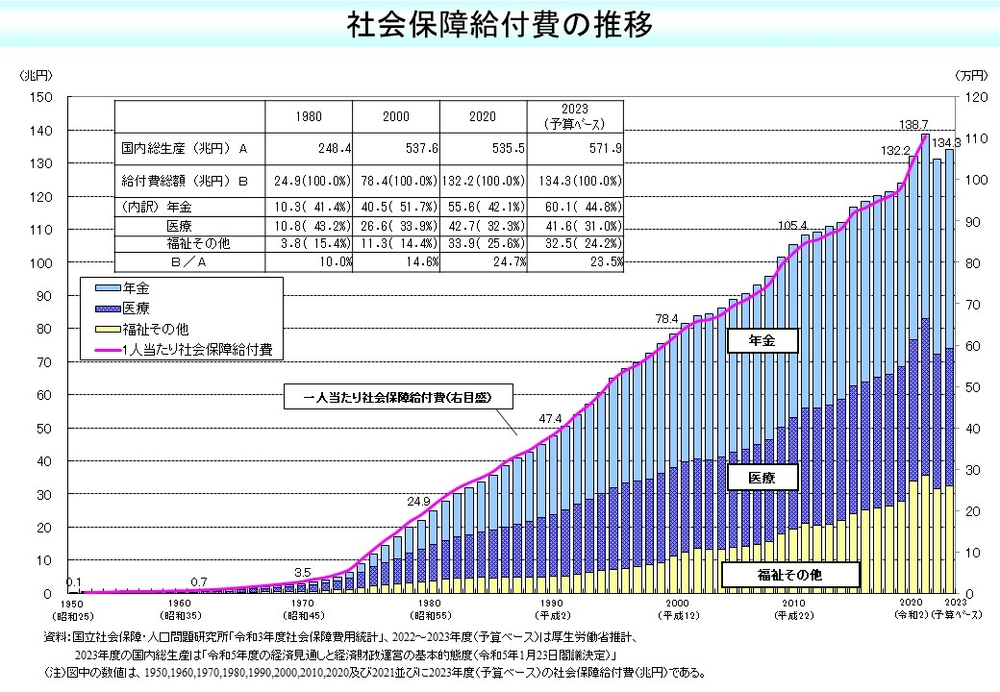 社会保障給付費の推移
(兆円)
(万円)
150
140
130
120
110
100
90
80
70
60
50
40
30
20
10
0
120
110
100
90
80
70
60
50
40
30
20
10
0
1980 2000 2020 2023(予算ﾍﾞｰｽ)
国内総生産(兆円)A 248.4 537.6 535.5 571.9
給付費総額(兆円)B 24.9(100.0%) 78.4(100.0%) 132.2(100.0%) 134.3(100.0%)
(内訳)年金 10.3( 41.4%) 40.5( 51.7%) 55.6( 42.1%) 60.1( 44.8%)
医療 10.8( 43.2%) 26.6( 33.9%) 42.7( 32.3%) 41.6( 31.0%)
福祉その他 3.8( 15.4%) 11.3( 14.4%) 33.9( 25.6%) 32.5( 24.2%)
B/A 10.0% 14.6% 24.7% 23.5%
年金
医療
福祉その他
1人当たり社会保障給付費
一人当たり社会保障給付費(右目盛)
0.1
0.7
3.5
24.9
47.4
78.4
105.4
132.2
138.7
134.3
年金
医療
福祉その他
1950 1960 1970 1980 1990 2000 2010 2020 2023
(昭和25) (昭和35) (昭和45) (昭和55) (平成2) (平成12) (平成22) (令和2) (予算ベース)
資料:国立社会保障・人口問題研究所「令和3年度社会保障費用統計」、2022~2023年度(予算ベース)は厚生労働省推計、
2023年度の国内総生産は「令和5年度の経済見通しと経済財政運営の基本的態度(令和5年1月23日閣議決定)」
(注)図中の数値は、1950,1960,1970,1980,1990,2000,2010,2020及び2021並びに2023年度(予算ベース)の社会保障給付費(兆円)である。